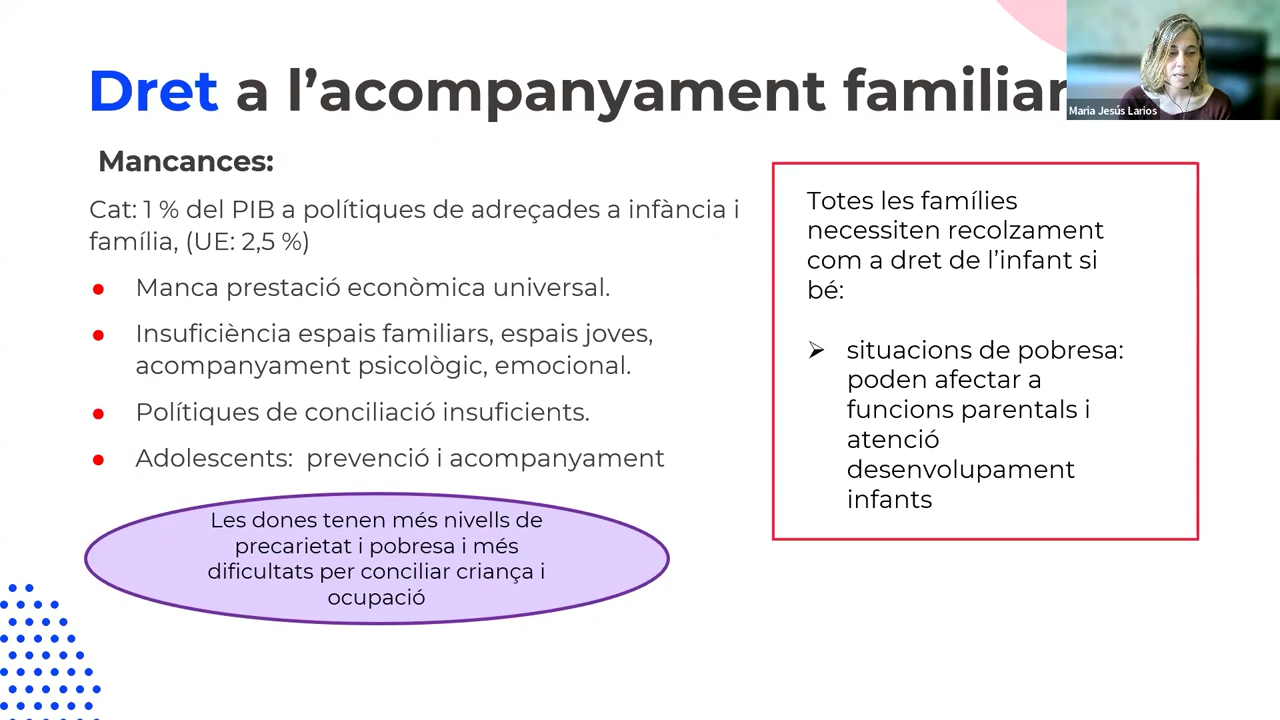 Dret a l’acompanyament familiar
Maria Jesús Larios
Mancances:
Cat: 1 % del PIB a polítiques de adreçades a infància i
família, (UE: 2,5 %)
● Manca prestació econòmica universal.
● Insuficiència espais familiars, espais joves,
acompanyament psicològic, emocional.
● Polítiques de conciliació insuficients.
● Adolescents: prevenció i acompanyament
Les dones tenen més nivells de
precarietat i pobresa i més
dificultats per conciliar criança i
ocupació
Totes les famílies
necessiten recolzament
com a dret de l’infant si
bé:
➢ situacions de pobresa:
poden afectar a
funcions parentals i
atenció
desenvolupament
infants